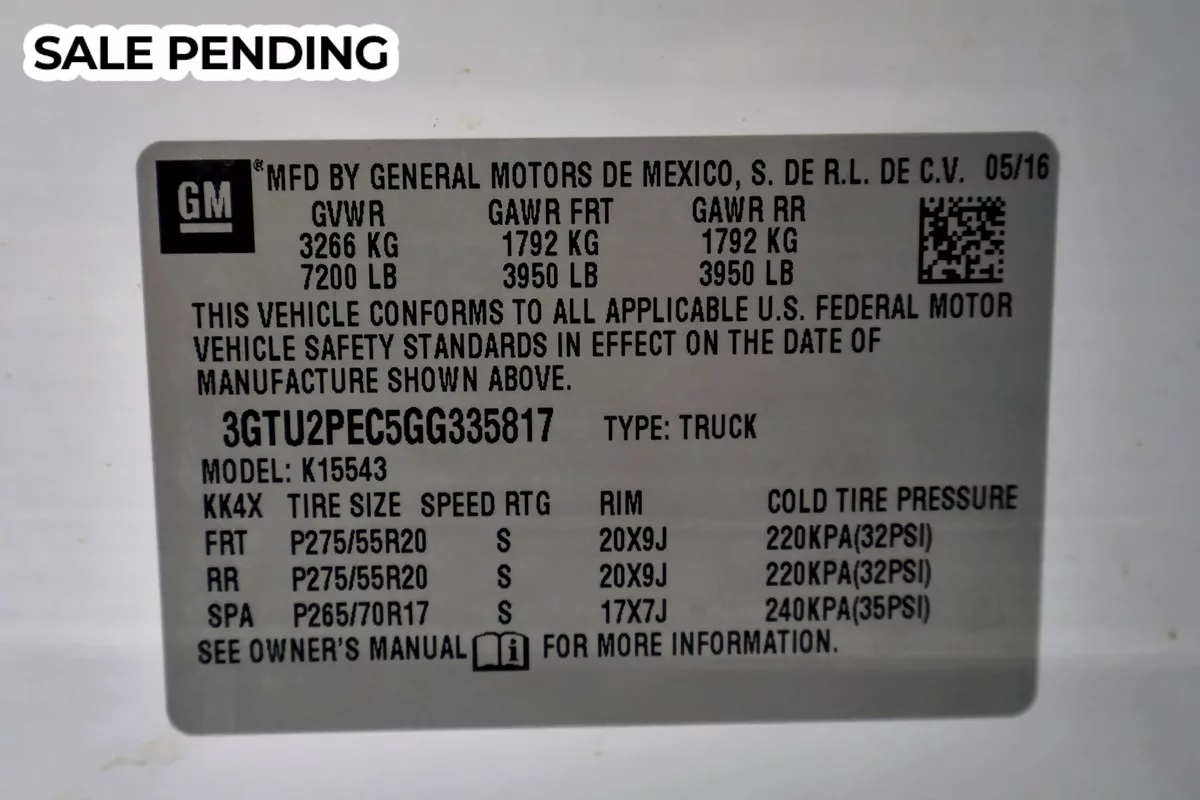 SALE PENDING
GM ® MFD BY GENERAL MOTORS DE MEXICO, S. DE R.L. DE C.V. 05/16
GVWR GAWR FRT GAWR RR
3266 KG 1792 KG 1792 KG
7200 LB 3950 LB 3950 LB
THIS VEHICLE CONFORMS TO ALL APPLICABLE U.S. FEDERAL MOTOR
VEHICLE SAFETY STANDARDS IN EFFECT ON THE DATE OF
MANUFACTURE SHOWN ABOVE.
3GTU2PEC5GG335817 TYPE: TRUCK
MODEL: K15543
KK4X TIRE SIZE SPEED RTG RIM COLD TIRE PRESSURE
FRT P275/55R20 S 20X9J 220KPA(32PSI)
RR P275/55R20 S 20X9J 220KPA(32PSI)
SPA P265/70R17 S 17X7J 240KPA(35PSI)
SEE OWNER'S MANUAL i FOR MORE INFORMATION.